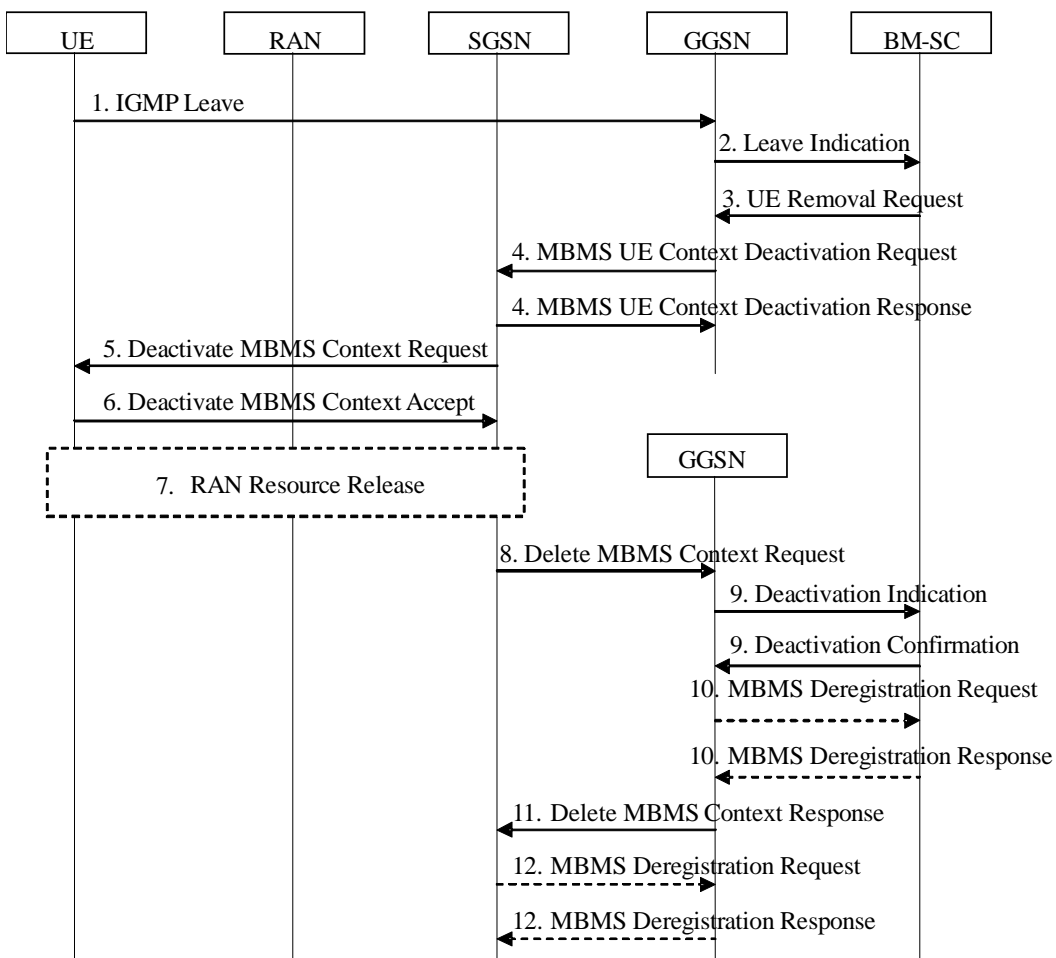 UE
RAN
SGSN
GGSN
BM-SC
1. IGMP Leave
2. Leave Indication
3. UE Removal Request
4. MBMS UE Context Deactivation Request
4. MBMS UE Context Deactivation Response
5. Deactivate MBMS Context Request
6. Deactivate MBMS Context Accept
GGSN
7. RAN Resource Release
8. Delete MBMS Context Request
9. Deactivation Indication
9. Deactivation Confirmation
10. MBMS Deregistration Request
10. MBMS Deregistration Response
11. Delete MBMS Context Response
12. MBMS Deregistration Request
12. MBMS Deregistration Response